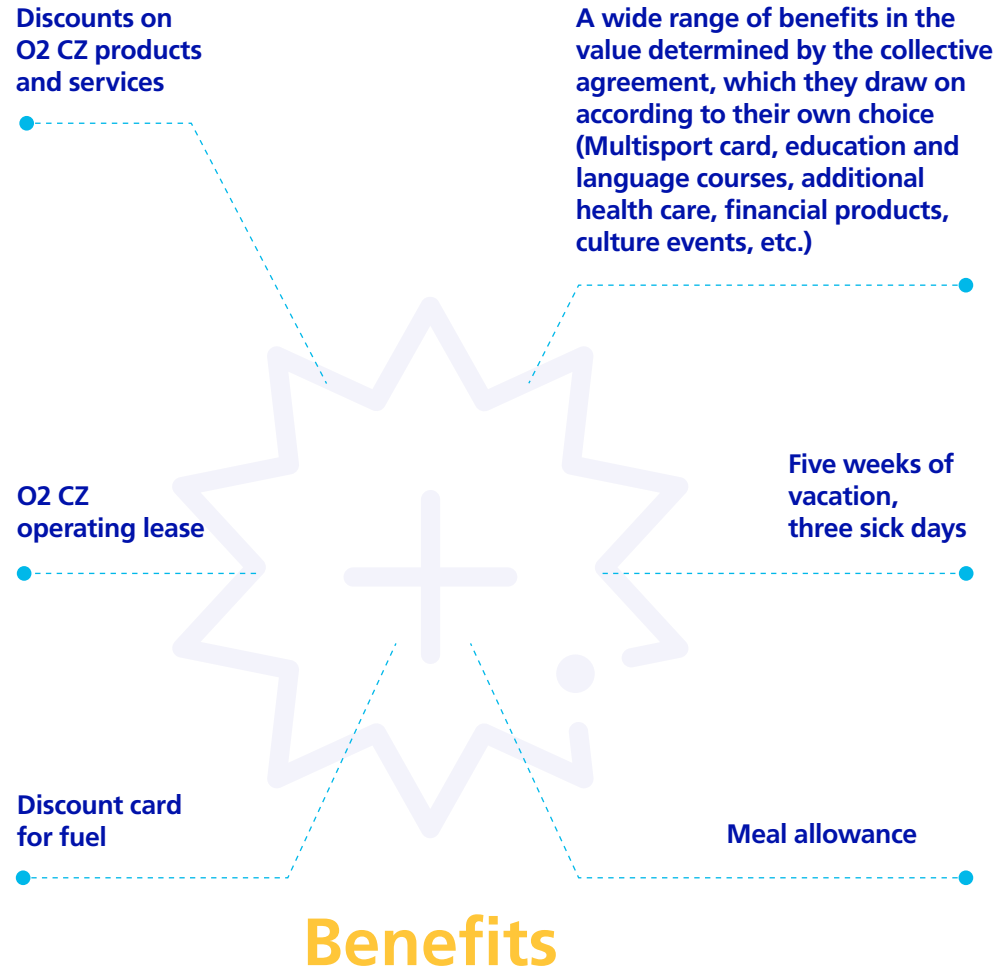 Discounts on
O2 CZ products
and services
A wide range of benefits in the
value determined by the collective
agreement, which they draw on
according to their own choice
(Multisport card, education and
language courses, additional
health care, financial products,
culture events, etc.)
O2 CZ
operating lease
Five weeks of
vacation,
three sick days
Discount card
for fuel
Meal allowance
Benefits